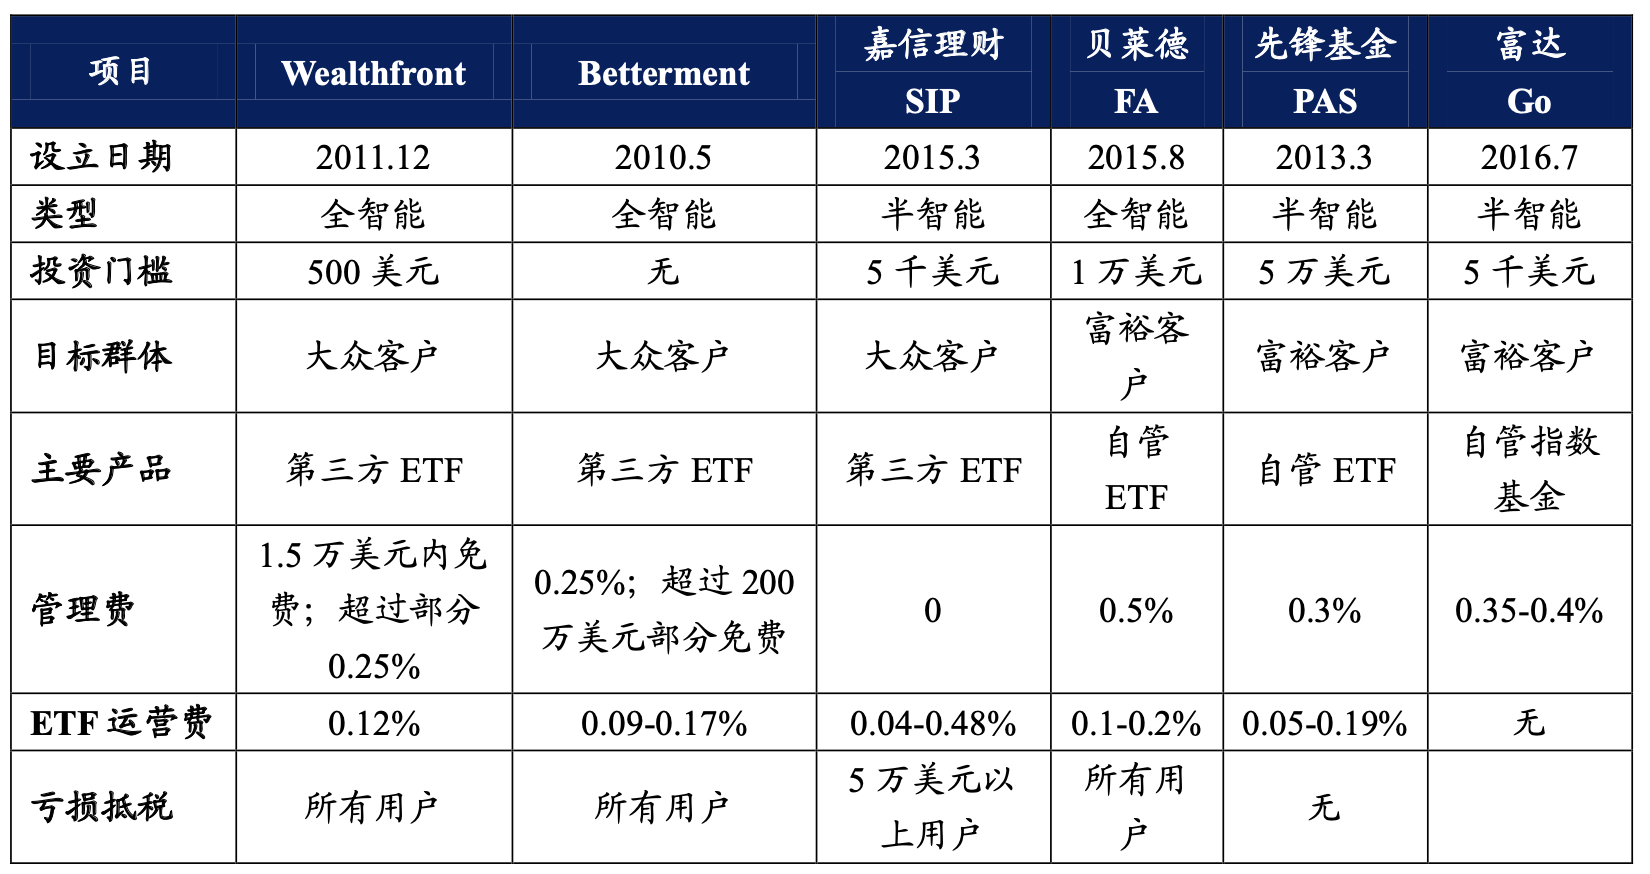 项目 Wealthfront Betterment 嘉信理财 SIP 贝莱德 FA 先锋基金 PAS 富达 Go
设立日期 2011.12 2010.5 2015.3 2015.8 2013.3 2016.7
类型 全智能 全智能 半智能 全智能 半智能 半智能
投资门槛 500 美元 无 5 千美元 1 万美元 5 万美元 5 千美元
目标群体 大众客户 大众客户 大众客户 富裕客户 富裕客户 富裕客户
主要产品 第三方 ETF 第三方 ETF 第三方 ETF 自管 ETF 自管 ETF 自管指数基金
管理费 1.5 万美元内免费；超过部分 0.25% 0.25%；超过 200 万美元部分免费 0 0.5% 0.3% 0.35-0.4%
ETF 运营费 0.12% 0.09-0.17% 0.04-0.48% 0.1-0.2% 0.05-0.19% 无
亏损抵税 所有用户 所有用户 5 万美元以上用户 所有用户 无